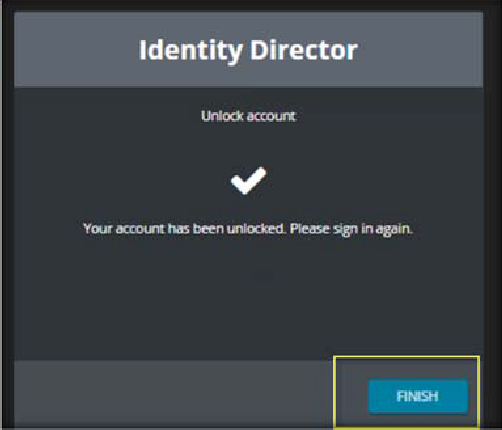 Identity Director
Unlock account
Your account has been unlocked. Please sign in again.
FINISH